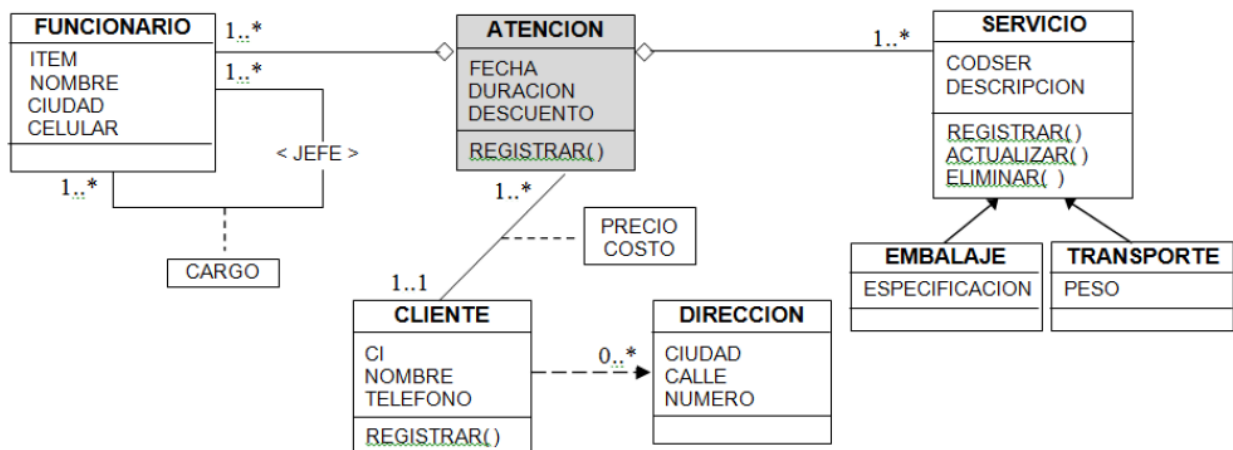 FUNCIONARIO
ITEM
NOMBRE
CIUDAD
CELULAR
1..*
1..*
1..*
< JEFE >
CARGO
ATENCION
FECHA
DURACION
DESCUENTO
REGISTRAR( )
1..*
PRECIO
COSTO
1..1
CLIENTE
CI
NOMBRE
TELEFONO
REGISTRAR( )
0..*
DIRECCION
CIUDAD
CALLE
NUMERO
1..*
SERVICIO
CODSER
DESCRIPCION
REGISTRAR( )
ACTUALIZAR( )
ELIMINAR( )
EMBALAJE
ESPECIFICACION
TRANSPORTE
PESO